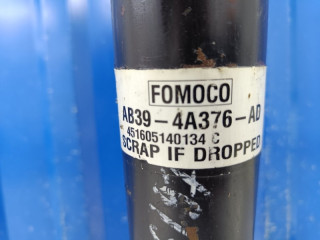 FOMOCO
AB39-4A376-AD
451605140134 C
SCRAP IF DROPPED